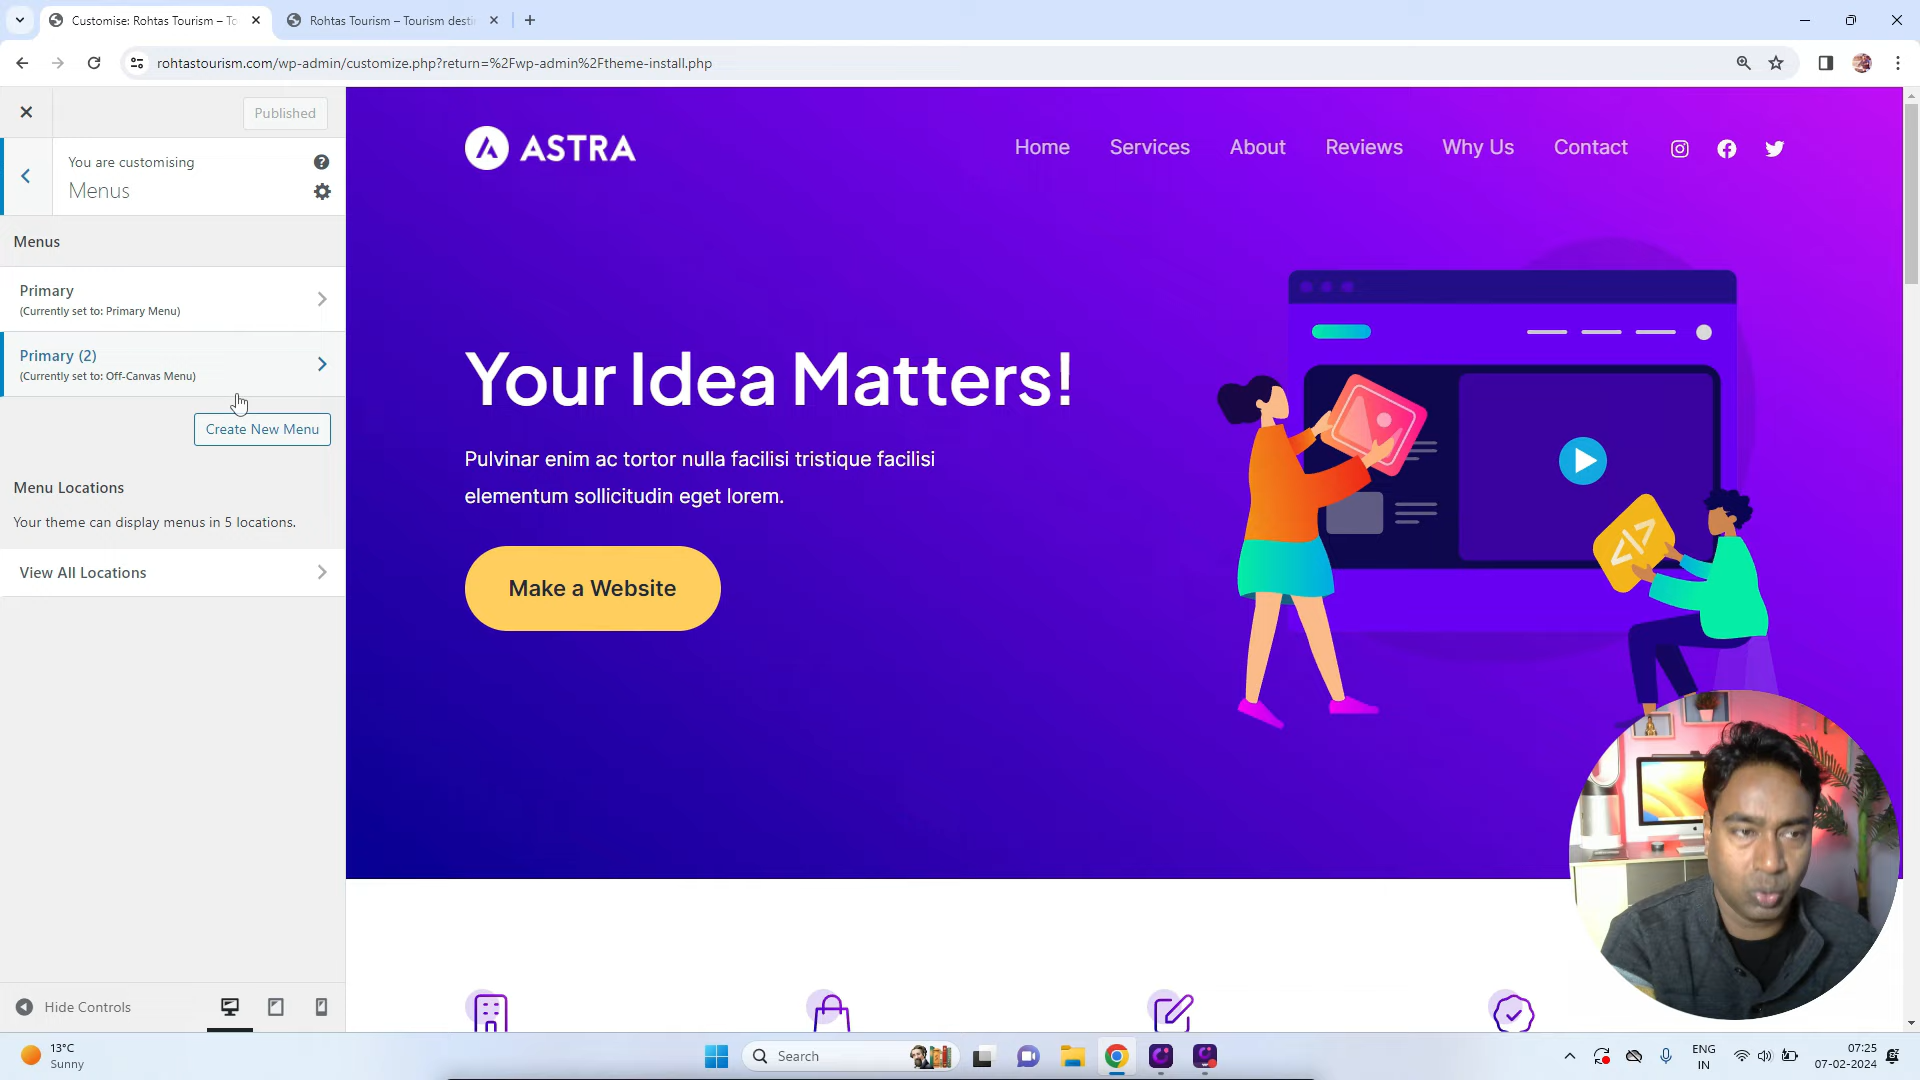 Customise: Rohtas Tourism – To
Rohtas Tourism – Tourism desti
rohtastourism.com/wp-admin/customize.php?return=%2Fwp-admin%2Ftheme-install.php
Published
You are customising
Menus
Menus
Primary
(Currently set to: Primary Menu)
Primary (2)
(Currently set to: Off-Canvas Menu)
Create New Menu
Menu Locations
Your theme can display menus in 5 locations.
View All Locations
Hide Controls
ASTRA
Home
Services
About
Reviews
Why Us
Contact
Your Idea Matters!
Pulvinar enim ac tortor nulla facilisi tristique facilisi
elementum sollicitudin eget lorem.
Make a Website
</>
13°C
Sunny
Search
ENG
IN
07:25
07-02-2024